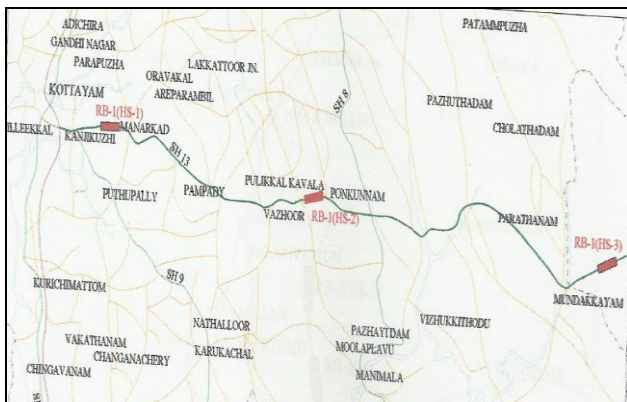 ADICHIRA
GANDHI NAGAR
PARAPUZHA
LAKKATTOOR JN.
ORAVAKAL
AREPARAMBIL
KOTTAYAM
RB-1(HS-1)
ILLEEKKAL
KANJIKUZHI
MANARKAD
SH 13
SH 8
PATAMMPUZHA
PAZHUTHADAM
CHOLATHADAM
PUTHUPALLY
PAMPADY
PULIKKAL KAVALA
PONKUNNAM
VAZHOOR
RB-1(HS-2)
PARATHANAM
RB-1(HS-3)
MUNDAKKAYAM
SH 9
KURICHIMATTOM
NATHALLOOR
KARUKACHAL
VAKATHANAM
CHANGANACHERY
CHINGAVANAM
PAZHAYIDAM
MOOLAPLAVU
MANIMALA
VIZHUKKITHODU